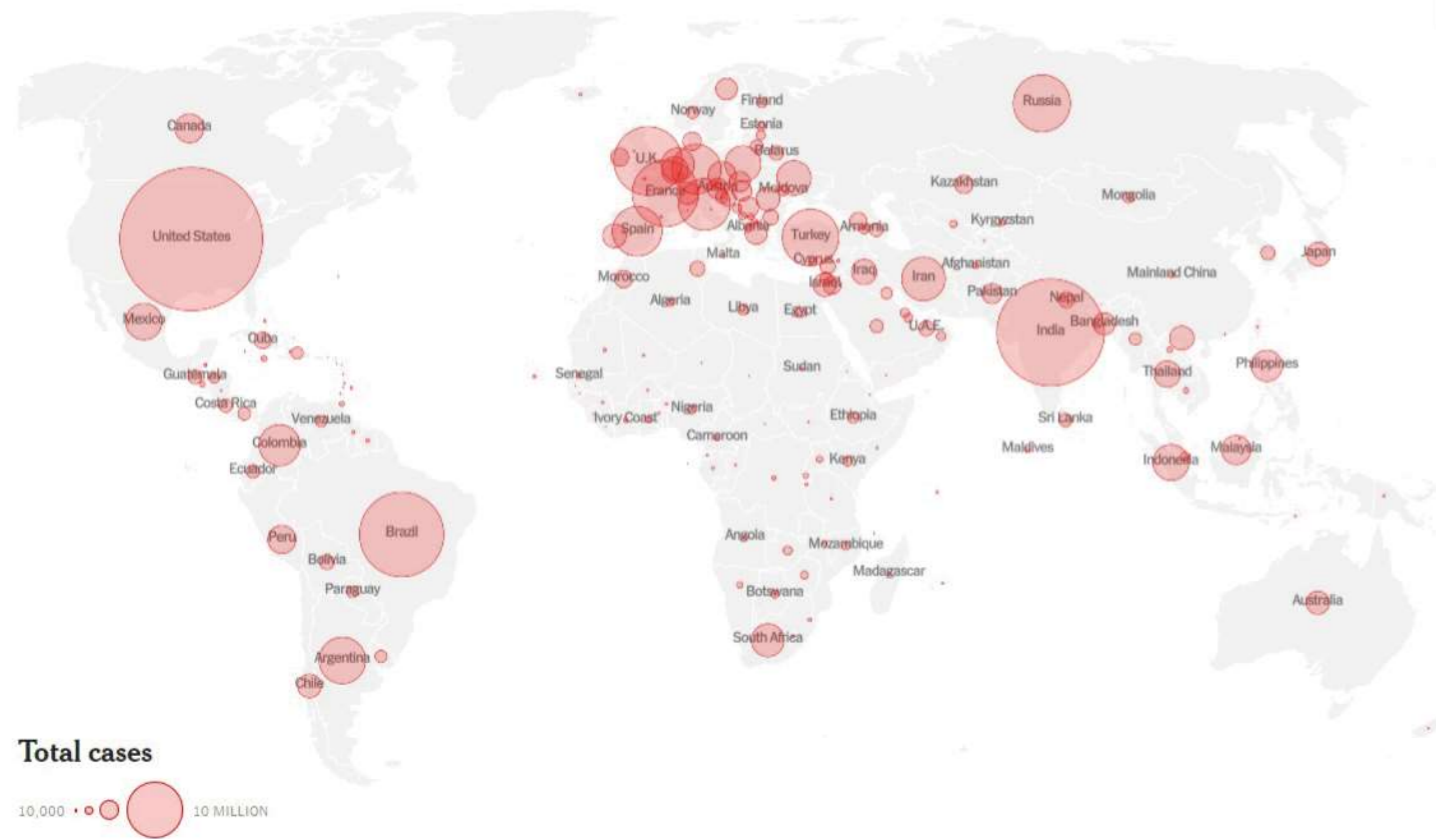 Canada
United States
Mexico
Cuba
Guatemala
Costa Rica
Venezuela
Colombia
Ecuador
Peru
Brazil
Bolivia
Paraguay
Argentina
Chile
Norway
Finland
Estonia
U.K.
Belarus
France
Austria
Moldova
Spain
Albania
Turkey
Armenia
Malta
Cyprus
Israel
Iraq
Iran
Morocco
Algeria
Libya
Egypt
U.A.E.
Senegal
Sudan
Ivory Coast
Nigeria
Cameroon
Ethiopia
Kenya
Angola
Mozambique
Madagascar
Botswana
South Africa
Russia
Kazakhstan
Mongolia
Kyrgyzstan
Afghanistan
Mainland China
Japan
Pakistan
Nepal
India
Bangladesh
Thailand
Philippines
Sri Lanka
Maldives
Indonesia
Malaysia
Australia
Total cases
10,000 10 MILLION